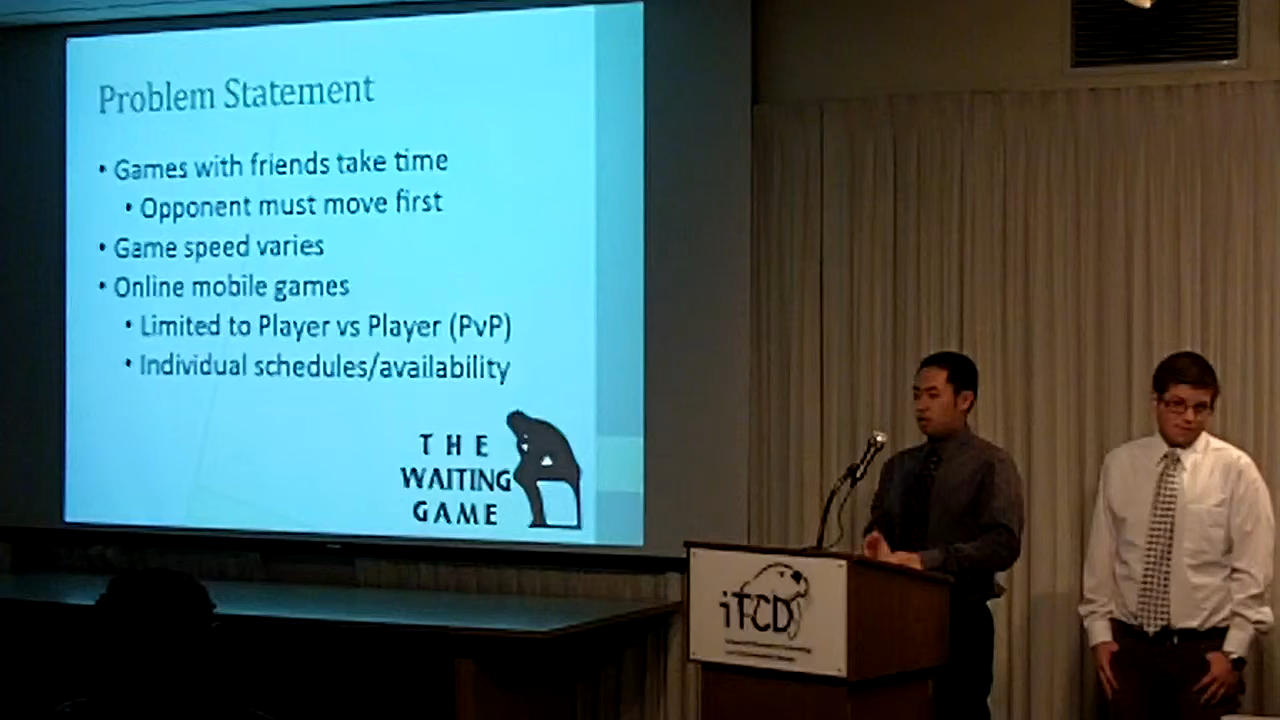 Problem Statement
• Games with friends take time
• Opponent must move first
• Game speed varies
• Online mobile games
• Limited to Player vs Player (PvP)
• Individual schedules/availability
THE
WAITING
GAME
iTCD